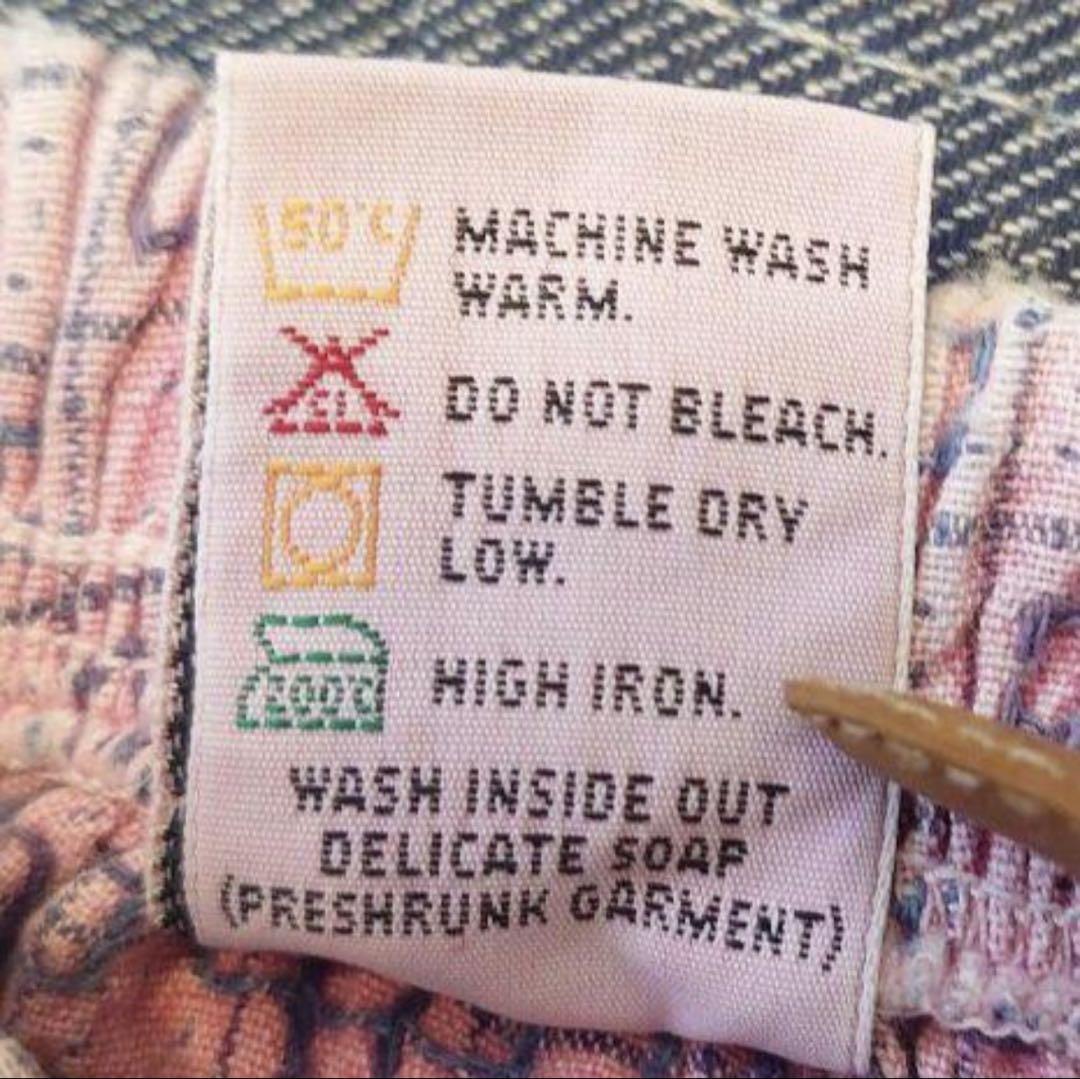 50°C MACHINE WASH
WARM.
CL DO NOT BLEACH.
TUMBLE DRY
LOW.
200°C HIGH IRON.
WASH INSIDE OUT
DELICATE SOAP
(PRESHRUNK GARMENT)